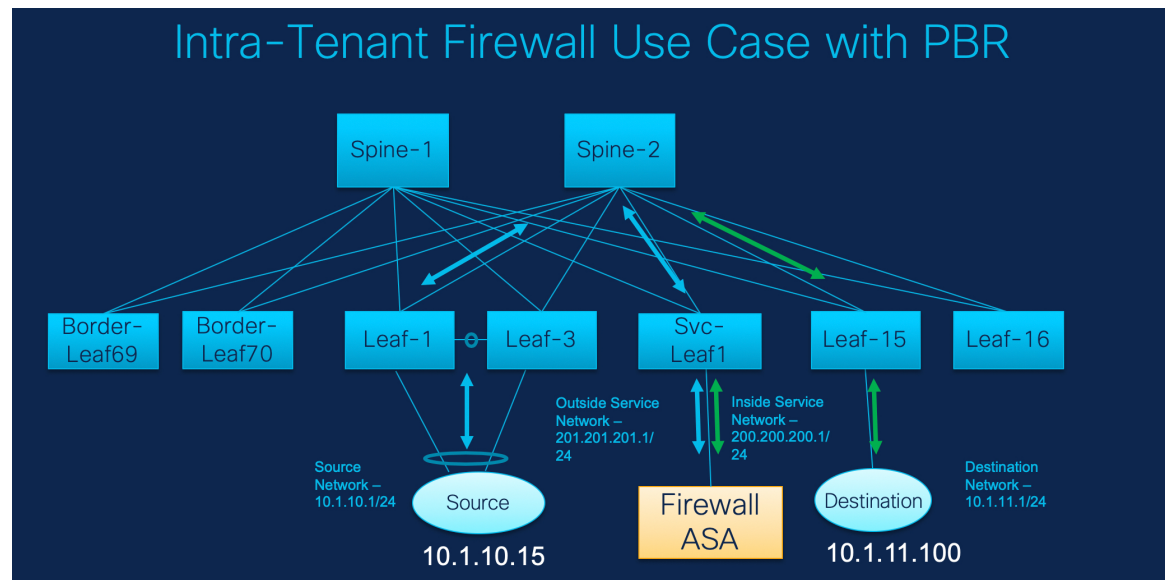 Intra-Tenant Firewall Use Case with PBR
Spine-1
Spine-2
Border-
Leaf69
Border-
Leaf70
Leaf-1
Leaf-3
Svc-
Leaf1
Leaf-15
Leaf-16
Outside Service
Network –
201.201.201.1/
24
Inside Service
Network –
200.200.200.1/
24
Source
Network –
10.1.10.1/24
Destination
Network –
10.1.11.1/24
Source
Firewall
ASA
Destination
10.1.10.15
10.1.11.100